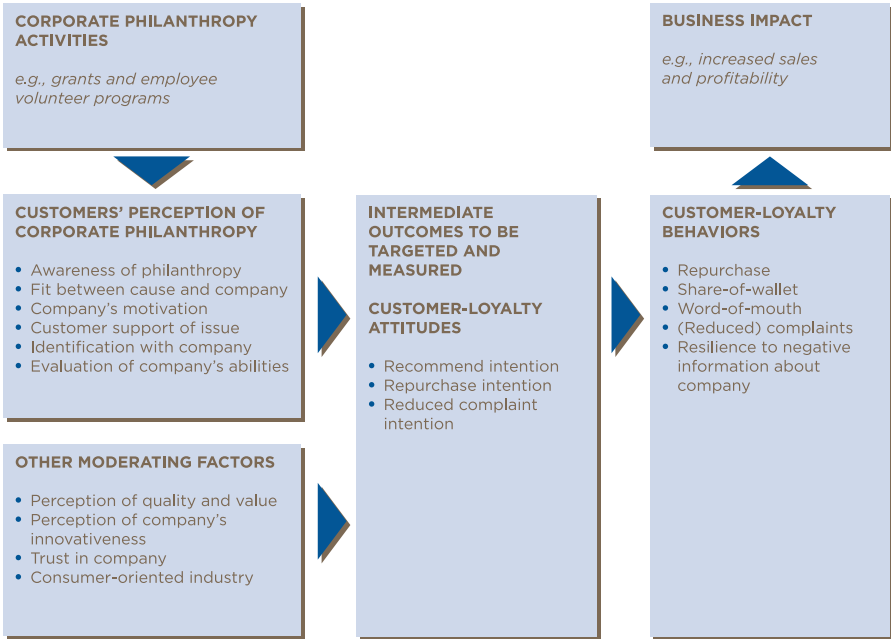 CORPORATE PHILANTHROPY
ACTIVITIES
e.g., grants and employee
volunteer programs
BUSINESS IMPACT
e.g., increased sales
and profitability
CUSTOMERS’ PERCEPTION OF
CORPORATE PHILANTHROPY
• Awareness of philanthropy
• Fit between cause and company
• Company’s motivation
• Customer support of issue
• Identification with company
• Evaluation of company’s abilities
OTHER MODERATING FACTORS
• Perception of quality and value
• Perception of company’s
innovativeness
• Trust in company
• Consumer-oriented industry
INTERMEDIATE
OUTCOMES TO BE
TARGETED AND
MEASURED
CUSTOMER-LOYALTY
ATTITUDES
• Recommend intention
• Repurchase intention
• Reduced complaint
intention
CUSTOMER-LOYALTY
BEHAVIORS
• Repurchase
• Share-of-wallet
• Word-of-mouth
• (Reduced) complaints
• Resilience to negative
information about
company